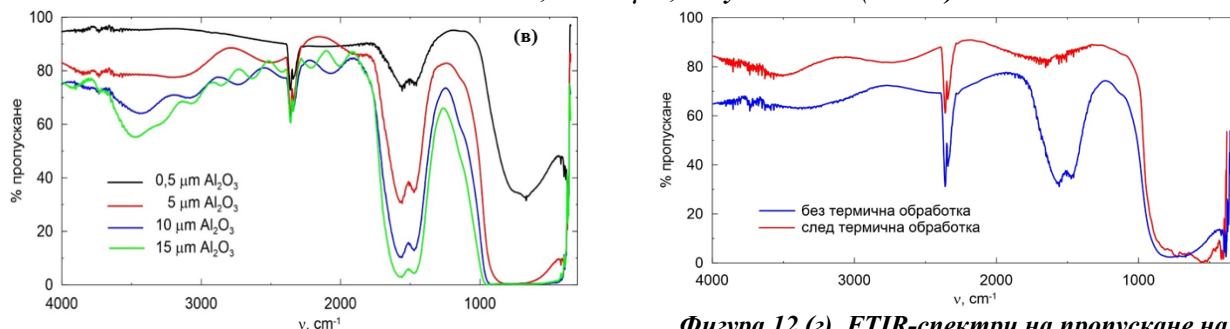 (в)
100
80
60
40
20
0
% пропускане
0,5 μm Al₂O₃
5 μm Al₂O₃
10 μm Al₂O₃
15 μm Al₂O₃
4000 3000 2000 1000
ν, cm⁻¹
100
80
60
40
20
0
% пропускане
без термична обработка
след термична обработка
4000 3000 2000 1000
ν, cm⁻¹
Фигура 12 (г). FTIR-спектри на пропускане на